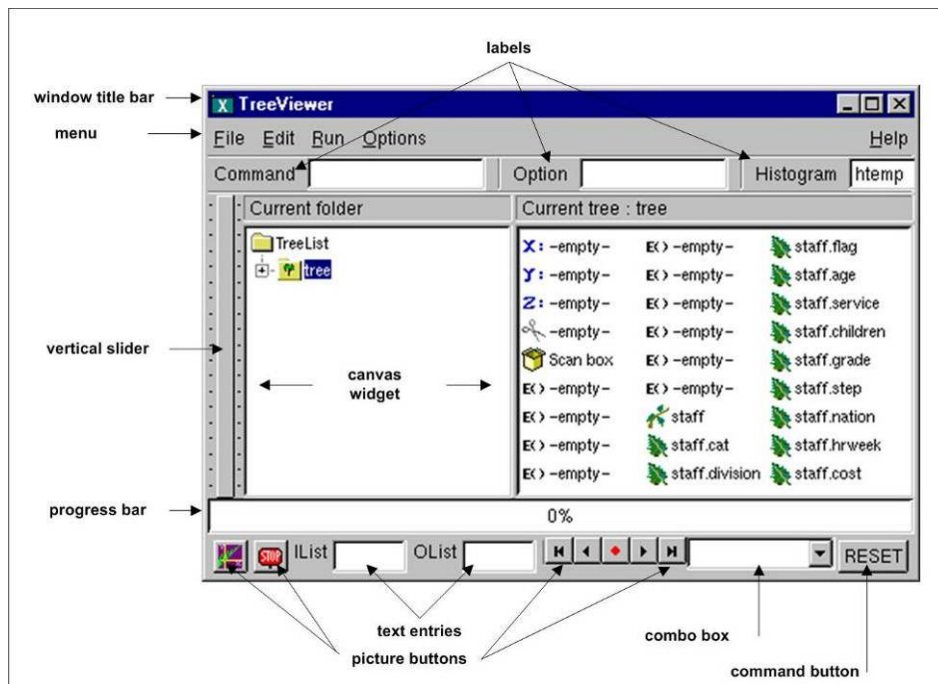 labels
window title bar
TreeViewer
menu
File Edit Run Options Help
Command Option Histogram htemp
Current folder Current tree : tree
TreeList
tree
X: -empty- E() -empty- staff.flag
Y: -empty- E() -empty- staff.age
Z: -empty- E() -empty- staff.service
-empty- E() -empty- staff.children
Scan box E() -empty- staff.grade
E() -empty- E() -empty- staff.step
E() -empty- staff staff.nation
E() -empty- staff.cat staff.hrweek
E() -empty- staff.division staff.cost
vertical slider
canvas
widget
progress bar
0%
STOP IList OList RESET
text entries
picture buttons
combo box
command button